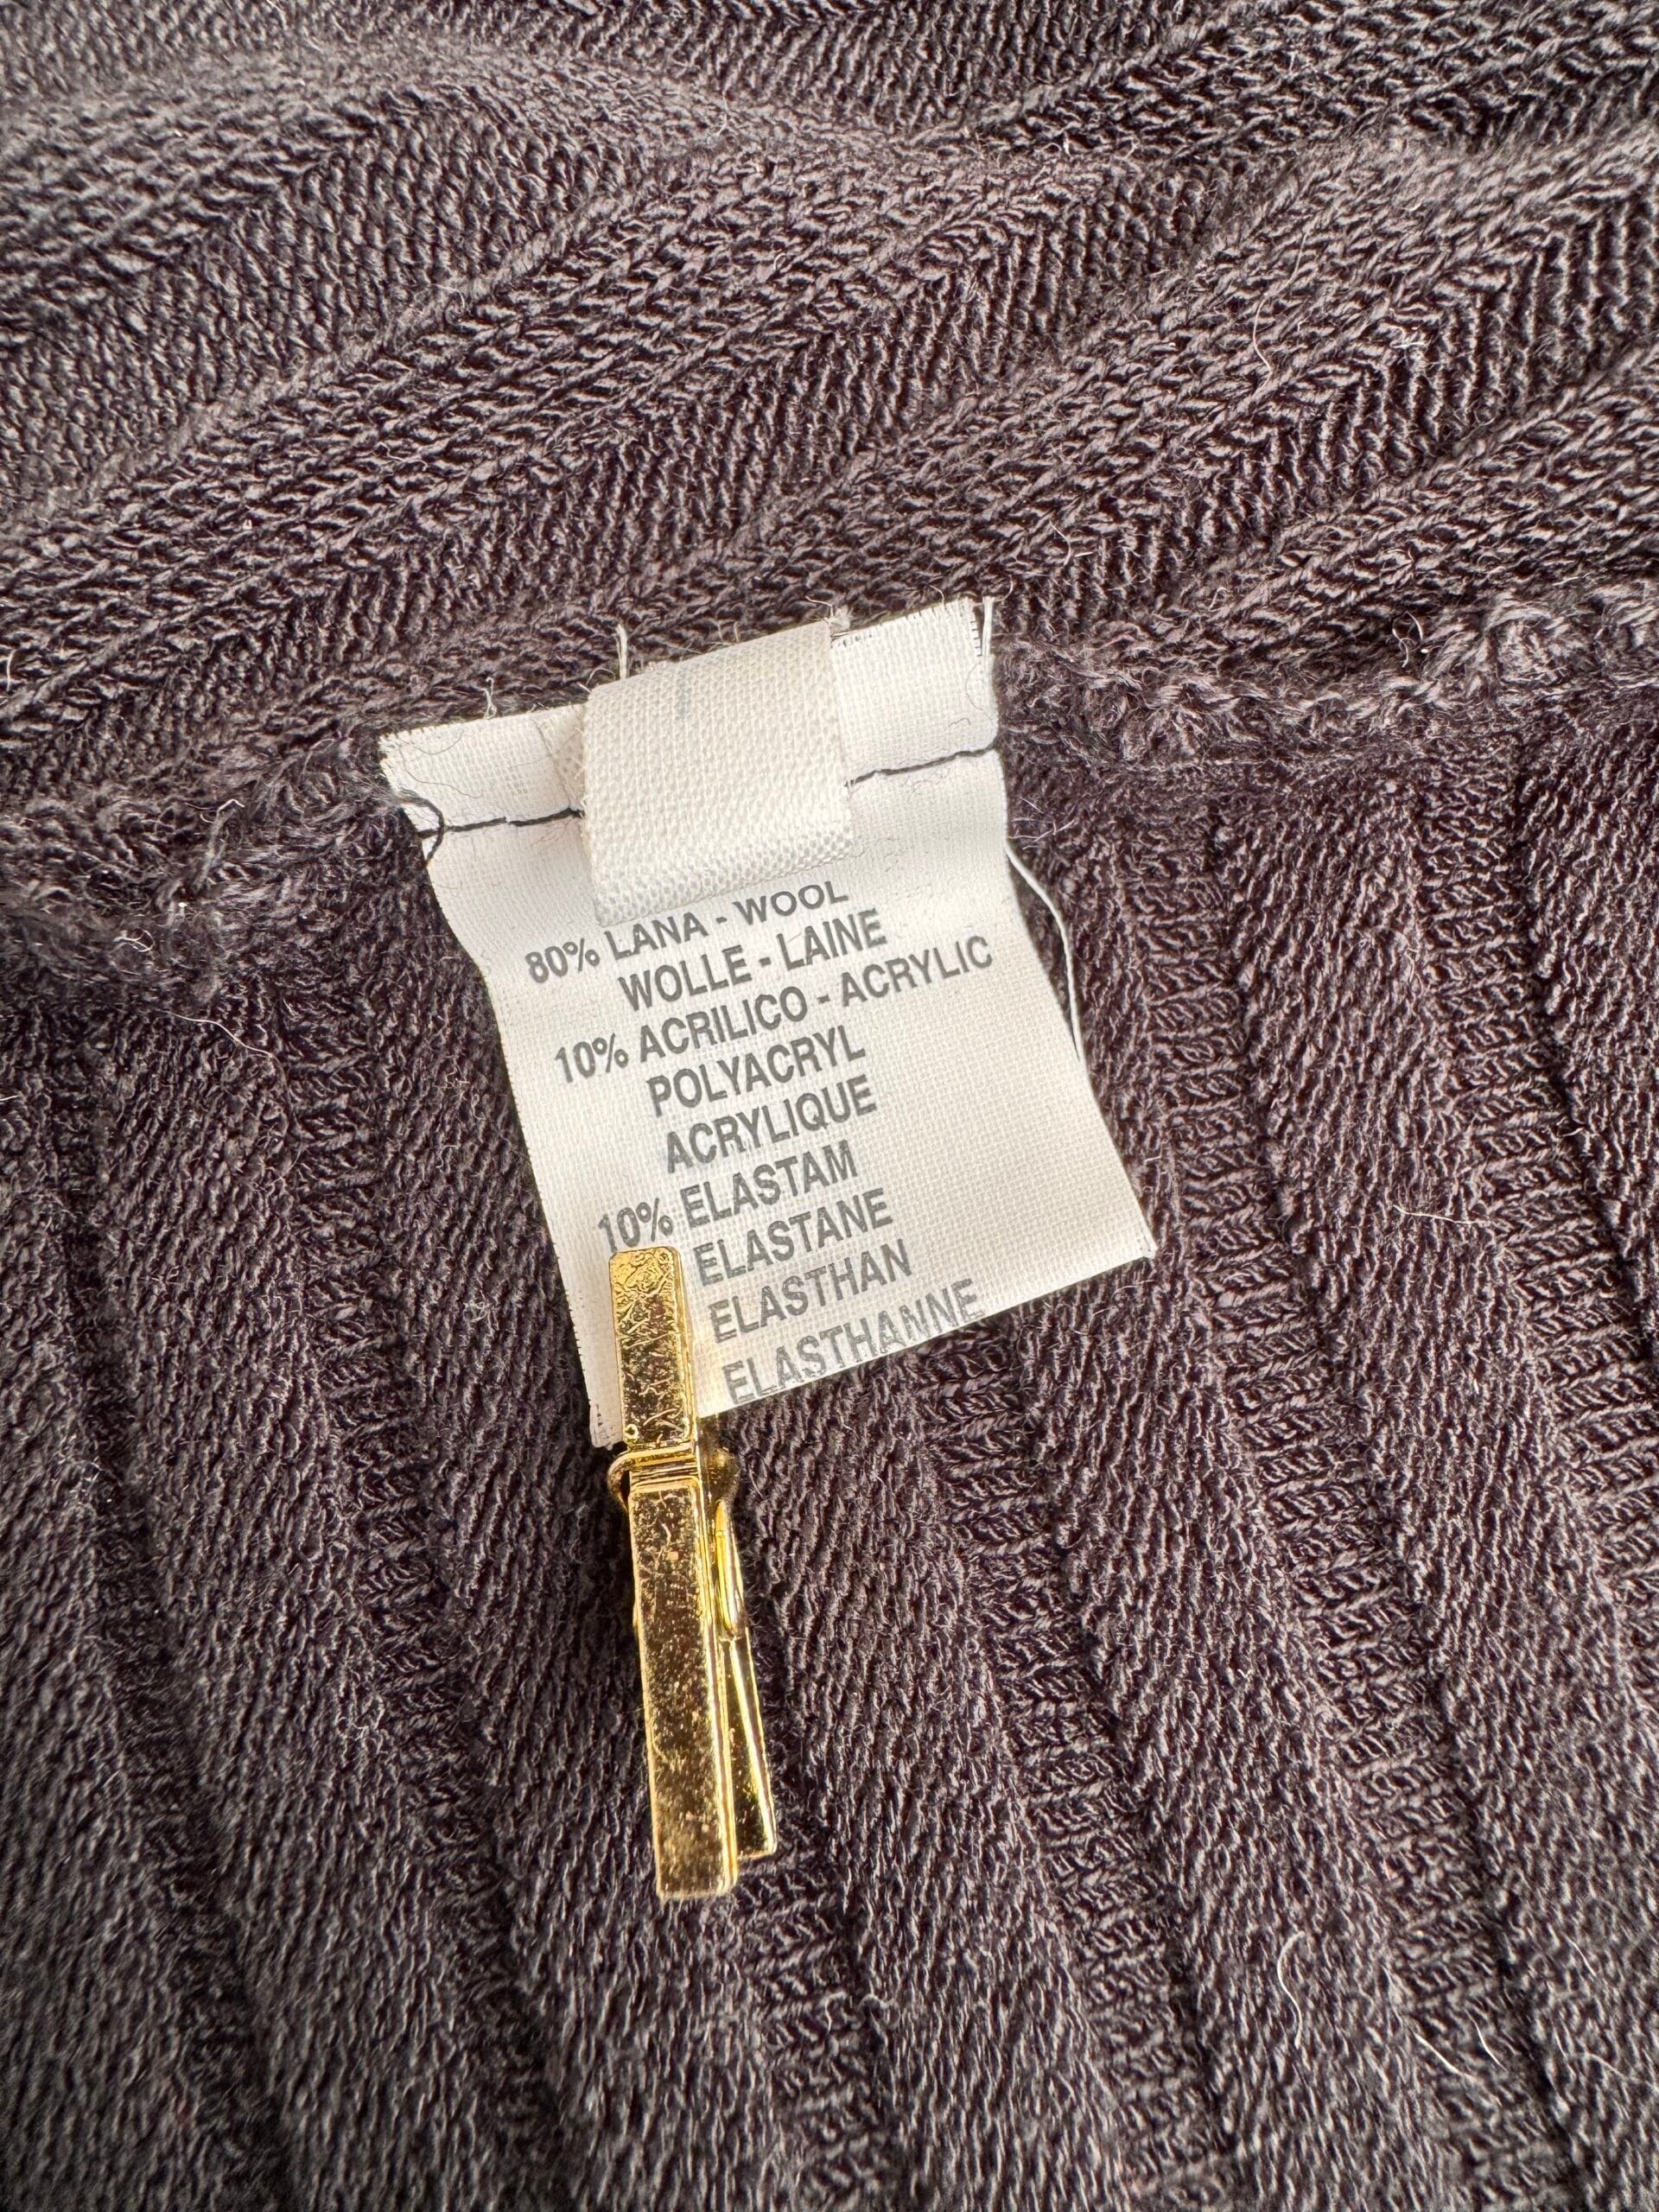 80% LANA - WOOL
WOLLE - LAINE
10% ACRILICO - ACRYLIC
POLYACRYL
ACRYLIQUE
10% ELASTAM
ELASTANE
ELASTHAN
ELASTHANNE